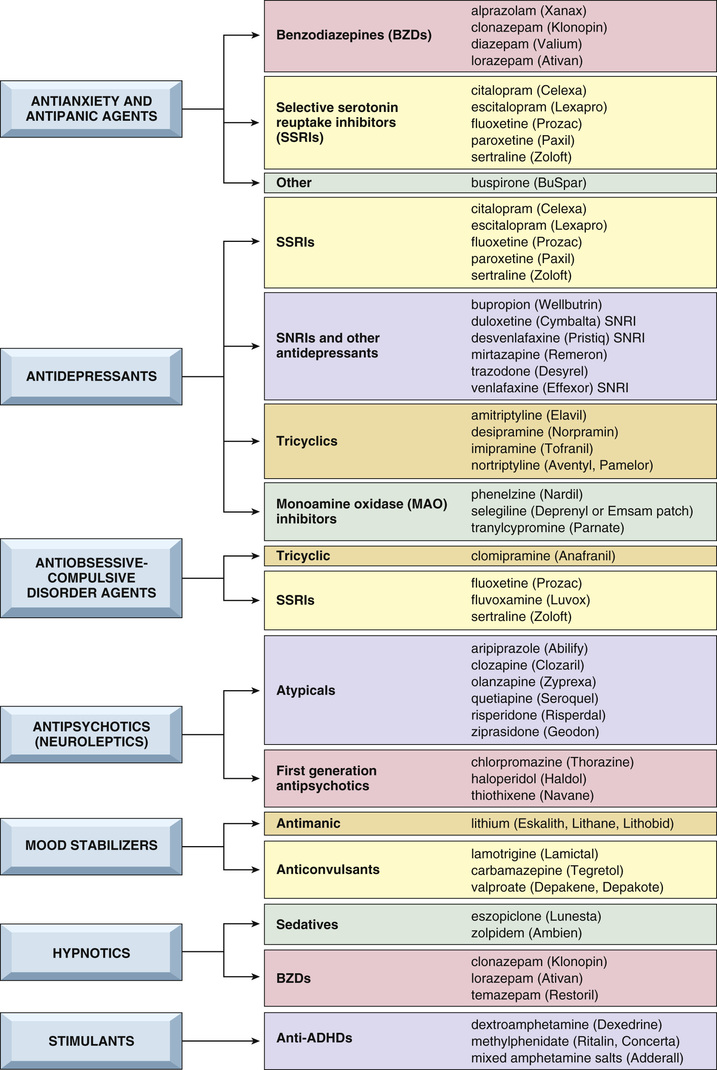 ANTIANXIETY AND
ANTIPANIC AGENTS
Benzodiazepines (BZDs)
alprazolam (Xanax)
clonazepam (Klonopin)
diazepam (Valium)
lorazepam (Ativan)
Selective serotonin
reuptake inhibitors
(SSRIs)
citalopram (Celexa)
escitalopram (Lexapro)
fluoxetine (Prozac)
paroxetine (Paxil)
sertraline (Zoloft)
Other
buspirone (BuSpar)
ANTIDEPRESSANTS
SSRIs
citalopram (Celexa)
escitalopram (Lexapro)
fluoxetine (Prozac)
paroxetine (Paxil)
sertraline (Zoloft)
SNRIs and other
antidepressants
bupropion (Wellbutrin)
duloxetine (Cymbalta) SNRI
desvenlafaxine (Pristiq) SNRI
mirtazapine (Remeron)
trazodone (Desyrel)
venlafaxine (Effexor) SNRI
Tricyclics
amitriptyline (Elavil)
desipramine (Norpramin)
imipramine (Tofranil)
nortriptyline (Aventyl, Pamelor)
Monoamine oxidase (MAO)
inhibitors
phenelzine (Nardil)
selegiline (Deprenyl or Emsam patch)
tranylcypromine (Parnate)
ANTIOBSESSIVE-
COMPULSIVE
DISORDER AGENTS
Tricyclic
clomipramine (Anafranil)
SSRIs
fluoxetine (Prozac)
fluvoxamine (Luvox)
sertraline (Zoloft)
ANTIPSYCHOTICS
(NEUROLEPTICS)
Atypicals
aripiprazole (Abilify)
clozapine (Clozaril)
olanzapine (Zyprexa)
quetiapine (Seroquel)
risperidone (Risperdal)
ziprasidone (Geodon)
First generation
antipsychotics
chlorpromazine (Thorazine)
haloperidol (Haldol)
thiothixene (Navane)
MOOD STABILIZERS
Antimanic
lithium (Eskalith, Lithane, Lithobid)
Anticonvulsants
lamotrigine (Lamictal)
carbamazepine (Tegretol)
valproate (Depakene, Depakote)
HYPNOTICS
Sedatives
eszopiclone (Lunesta)
zolpidem (Ambien)
BZDs
clonazepam (Klonopin)
lorazepam (Ativan)
temazepam (Restoril)
STIMULANTS
Anti-ADHDs
dextroamphetamine (Dexedrine)
methylphenidate (Ritalin, Concerta)
mixed amphetamine salts (Adderall)